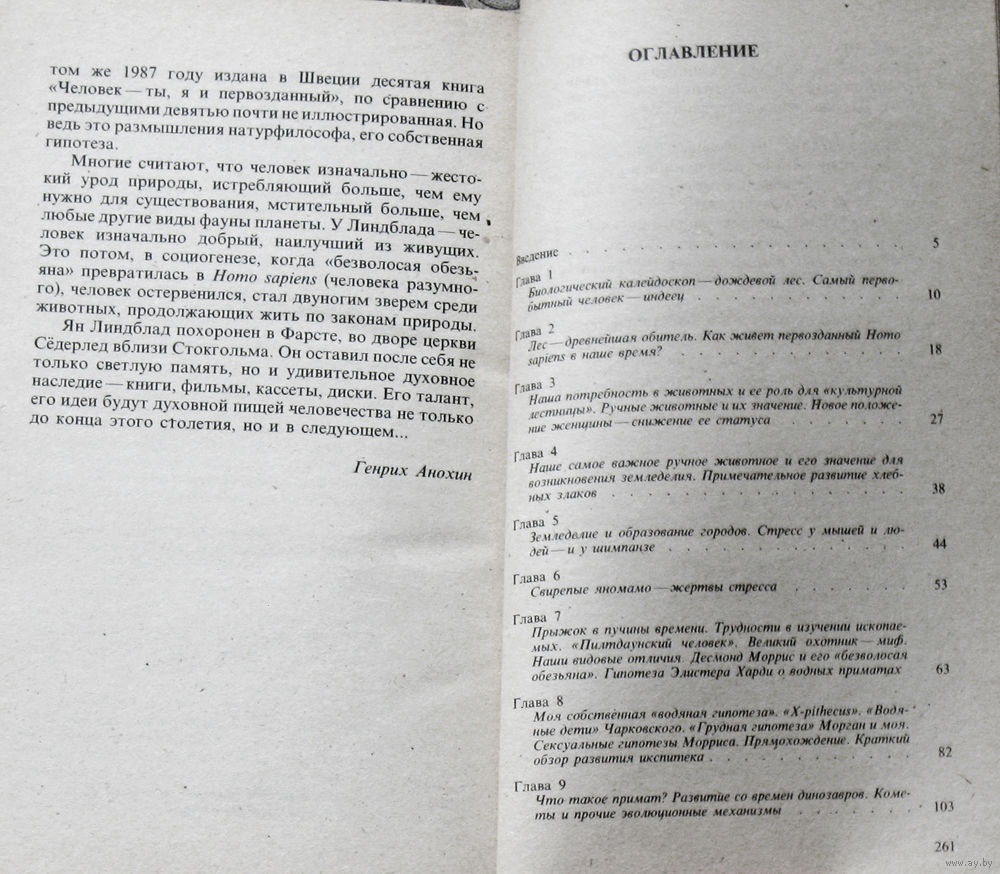 том же 1987 году издана в Швеции десятая книга
«Человек — ты, я и первозданный», по сравнению с
предыдущими девятью почти не иллюстрированная. Но
ведь это размышления натурфилософа, его собственная
гипотеза.
Многие считают, что человек изначально — жесто-
кий урод природы, истребляющий больше, чем ему
нужно для существования, мстительный больше, чем
любые другие виды фауны планеты. У Линдблада — че-
ловек изначально добрый, наилучший из живущих.
Это потом, в социогенезе, когда «безволосая обезь-
яна» превратилась в Homo sapiens (человека разумно-
го), человек остервенился, стал двуногим зверем среди
животных, продолжающих жить по законам природы.
Ян Линдблад похоронен в Фарсте, во дворе церкви
Сёдерлед вблизи Стокгольма. Он оставил после себя не
только светлую память, но и удивительное духовное
наследие — книги, фильмы, кассеты, диски. Его талант,
его идеи будут духовной пищей человечества не только
до конца этого столетия, но и в следующем...
Генрих Анохин
ОГЛАВЛЕНИЕ
Введение . . . . . . . . . . . . . . . 5
Глава 1
Биологический калейдоскоп — дождевой лес. Самый перво-
бытный человек — индеец . . . . . . . . . . 10
Глава 2
Лес — древнейшая обитель. Как живет первозданный Homo
sapiens в наше время? . . . . . . . . . . 18
Глава 3
Наша потребность в животных и ее роль для «культурной
лестницы». Ручные животные и их значение. Новое положе-
ние женщины — снижение ее статуса . . . . . . 27
Глава 4
Наше самое важное ручное животное и его значение для
возникновения земледелия. Примечательное развитие хлеб-
ных злаков . . . . . . . . . . . . . . 38
Глава 5
Земледелие и образование городов. Стресс у мышей и лю-
дей — и у шимпанзе . . . . . . . . . . . 44
Глава 6
Свирепые яномамо — жертвы стресса . . . . . . 53
Глава 7
Прыжок в пучины времени. Трудности в изучении ископае-
мых. «Пилтдаунский человек». Великий охотник — миф.
Наши видовые отличия. Десмонд Моррис и его «безволосая
обезьяна». Гипотеза Элистера Харди о водных приматах 63
Глава 8
Моя собственная «водяная гипотеза». «X-pithecus». «Водя-
ные дети» Чарковского. «Грудная гипотеза» Морган и моя.
Сексуальные гипотезы Морриса. Прямохождение. Краткий
обзор развития икспитека . . . . . . . . . . 82
Глава 9
Что такое примат? Развитие со времен динозавров. Коме-
ты и прочие эволюционные механизмы . . . . . . 103
261
www.ay.by